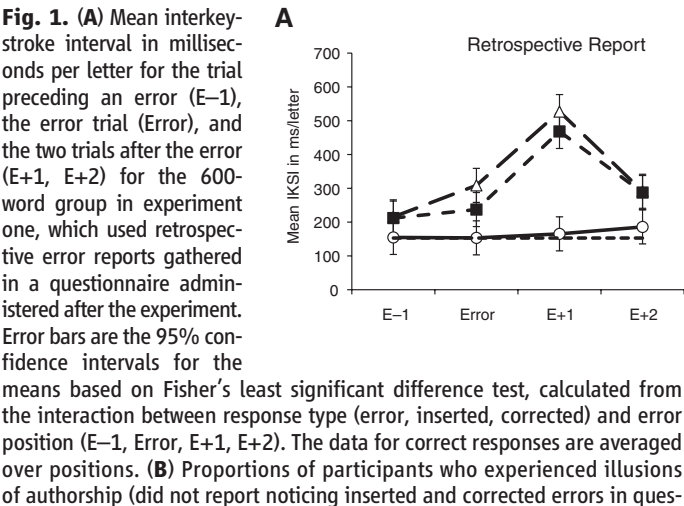 Fig. 1. (A) Mean interkey-
stroke interval in millisec-
onds per letter for the trial
preceding an error (E–1),
the error trial (Error), and
the two trials after the error
(E+1, E+2) for the 600-
word group in experiment
one, which used retrospec-
tive error reports gathered
in a questionnaire admin-
istered after the experiment.
Error bars are the 95% con-
fidence intervals for the
means based on Fisher's least significant difference test, calculated from
the interaction between response type (error, inserted, corrected) and error
position (E–1, Error, E+1, E+2). The data for correct responses are averaged
over positions. (B) Proportions of participants who experienced illusions
of authorship (did not report noticing inserted and corrected errors in ques-
A
Retrospective Report
Mean IKSI in ms/letter
700
600
500
400
300
200
100
0
E–1 Error E+1 E+2